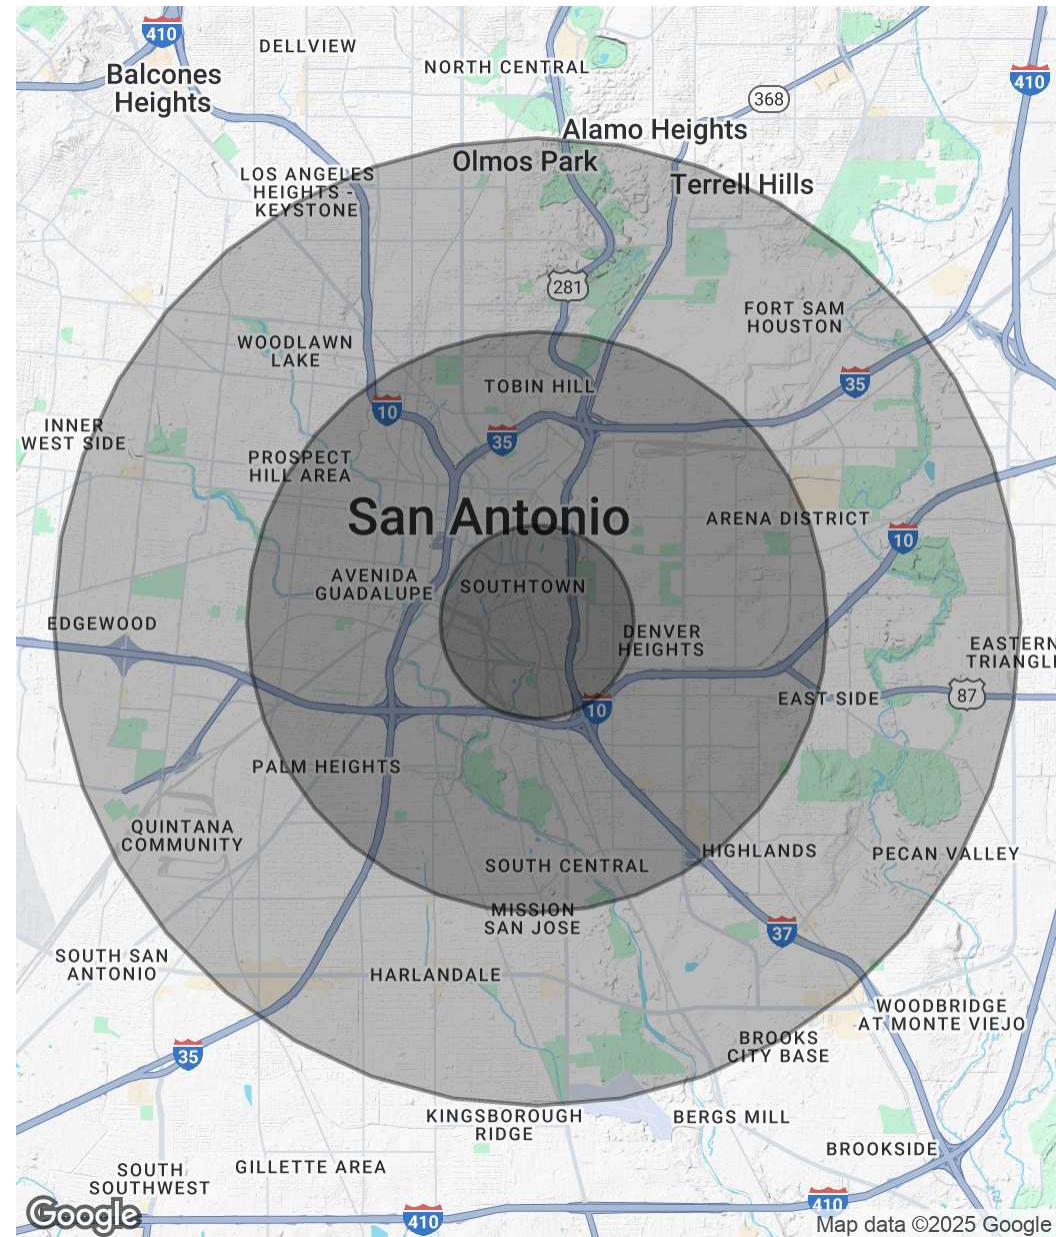 410
DELLVIEW
NORTH CENTRAL
Balcones
Heights
410
368
Alamo Heights
Olmos Park
Terrell Hills
LOS ANGELES
HEIGHTS -
KEYSTONE
281
FORT SAM
HOUSTON
WOODLAWN
LAKE
TOBIN HILL
35
10
INNER
WEST SIDE
35
PROSPECT
HILL AREA
San Antonio
ARENA DISTRICT
10
AVENIDA
GUADALUPE
SOUTHTOWN
EDGEWOOD
DENVER
HEIGHTS
EASTERN
TRIANGL
EAST SIDE
87
10
PALM HEIGHTS
QUINTANA
COMMUNITY
HIGHLANDS
PECAN VALLEY
SOUTH CENTRAL
MISSION
SAN JOSE
37
SOUTH SAN
ANTONIO
HARLANDALE
WOODBRIDGE
AT MONTE VIEJO
BROOKS
CITY BASE
35
KINGSBOROUGH
RIDGE
BERGS MILL
BROOKSIDE
SOUTH
SOUTHWEST
GILLETTE AREA
410
410
Google
Map data ©2025 Google